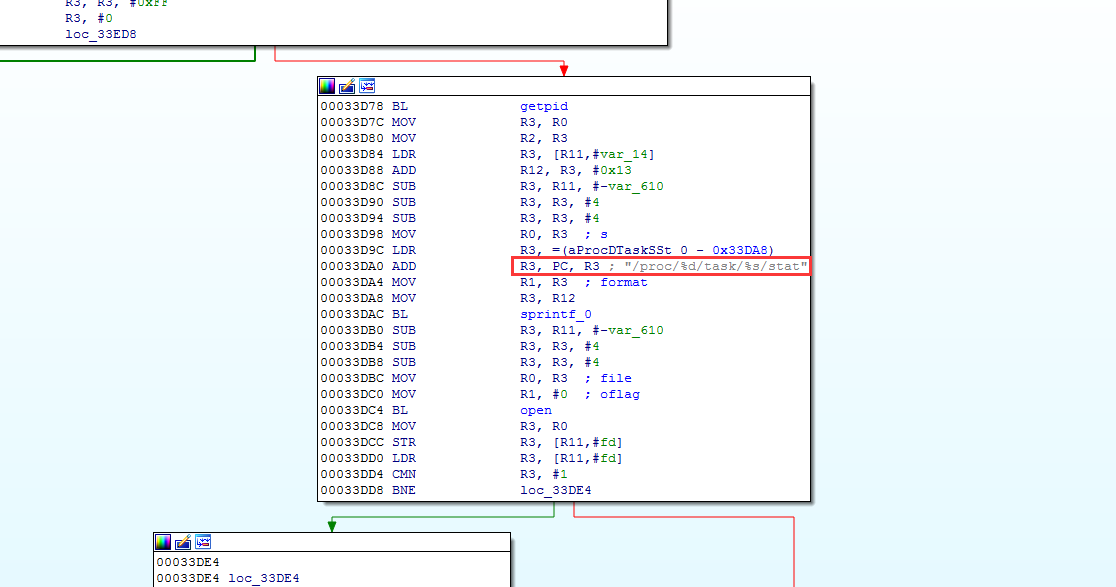 R3, R3, #0xFF
R3, #0
loc_33ED8
00033D78 BL getpid
00033D7C MOV R3, R0
00033D80 MOV R2, R3
00033D84 LDR R3, [R11,#var_14]
00033D88 ADD R12, R3, #0x13
00033D8C SUB R3, R11, #-var_610
00033D90 SUB R3, R3, #4
00033D94 SUB R3, R3, #4
00033D98 MOV R0, R3 ; s
00033D9C LDR R3, =(aProcDTaskSSt_0 - 0x33DA8)
00033DA0 ADD R3, PC, R3 ; "/proc/%d/task/%s/stat"
00033DA4 MOV R1, R3 ; format
00033DA8 MOV R3, R12
00033DAC BL sprintf_0
00033DB0 SUB R3, R11, #-var_610
00033DB4 SUB R3, R3, #4
00033DB8 SUB R3, R3, #4
00033DBC MOV R0, R3 ; file
00033DC0 MOV R1, #0 ; oflag
00033DC4 BL open
00033DC8 MOV R3, R0
00033DCC STR R3, [R11,#fd]
00033DD0 LDR R3, [R11,#fd]
00033DD4 CMN R3, #1
00033DD8 BNE loc_33DE4
00033DE4
00033DE4 loc_33DE4